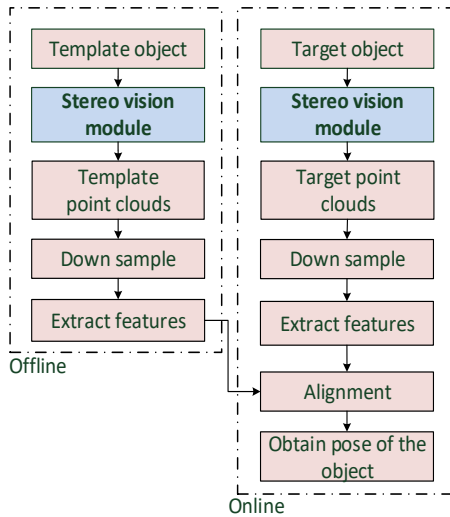 Template object
Stereo vision
module
Template
point clouds
Down sample
Extract features
Offline
Target object
Stereo vision
module
Target point
clouds
Down sample
Extract features
Alignment
Obtain pose of the
object
Online